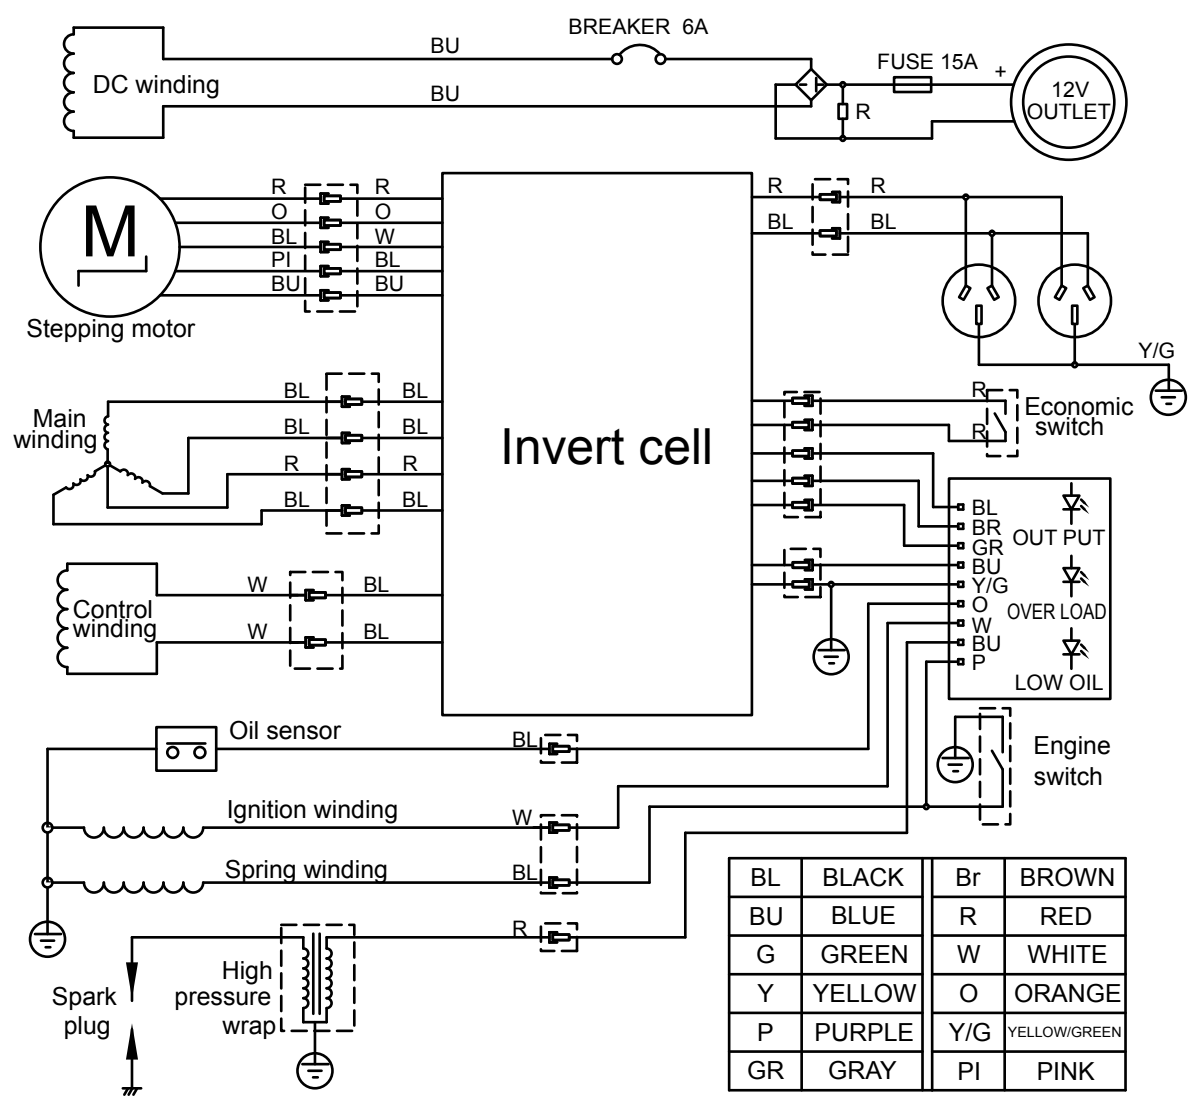 BREAKER 6A
BU
DC winding
BU
FUSE 15A
+
12V
OUTLET
R
M
R R
O O
BL W
PI BL
BU BU
Stepping motor
R R
BL BL
Y/G
Invert cell
Main
winding
BL BL
BL BL
R R
BL BL
R
R
Economic
switch
Control
winding
W BL
W BL
BL
BR
GR
BU
Y/G
O
W
BU
P
OUT PUT
OVER LOAD
LOW OIL
Oil sensor
BL
Engine
switch
Ignition winding
W
Spring winding
BL
R
High
pressure
wrap
Spark
plug
BL BLACK Br BROWN
BU BLUE R RED
G GREEN W WHITE
Y YELLOW O ORANGE
P PURPLE Y/G YELLOW/GREEN
GR GRAY PI PINK